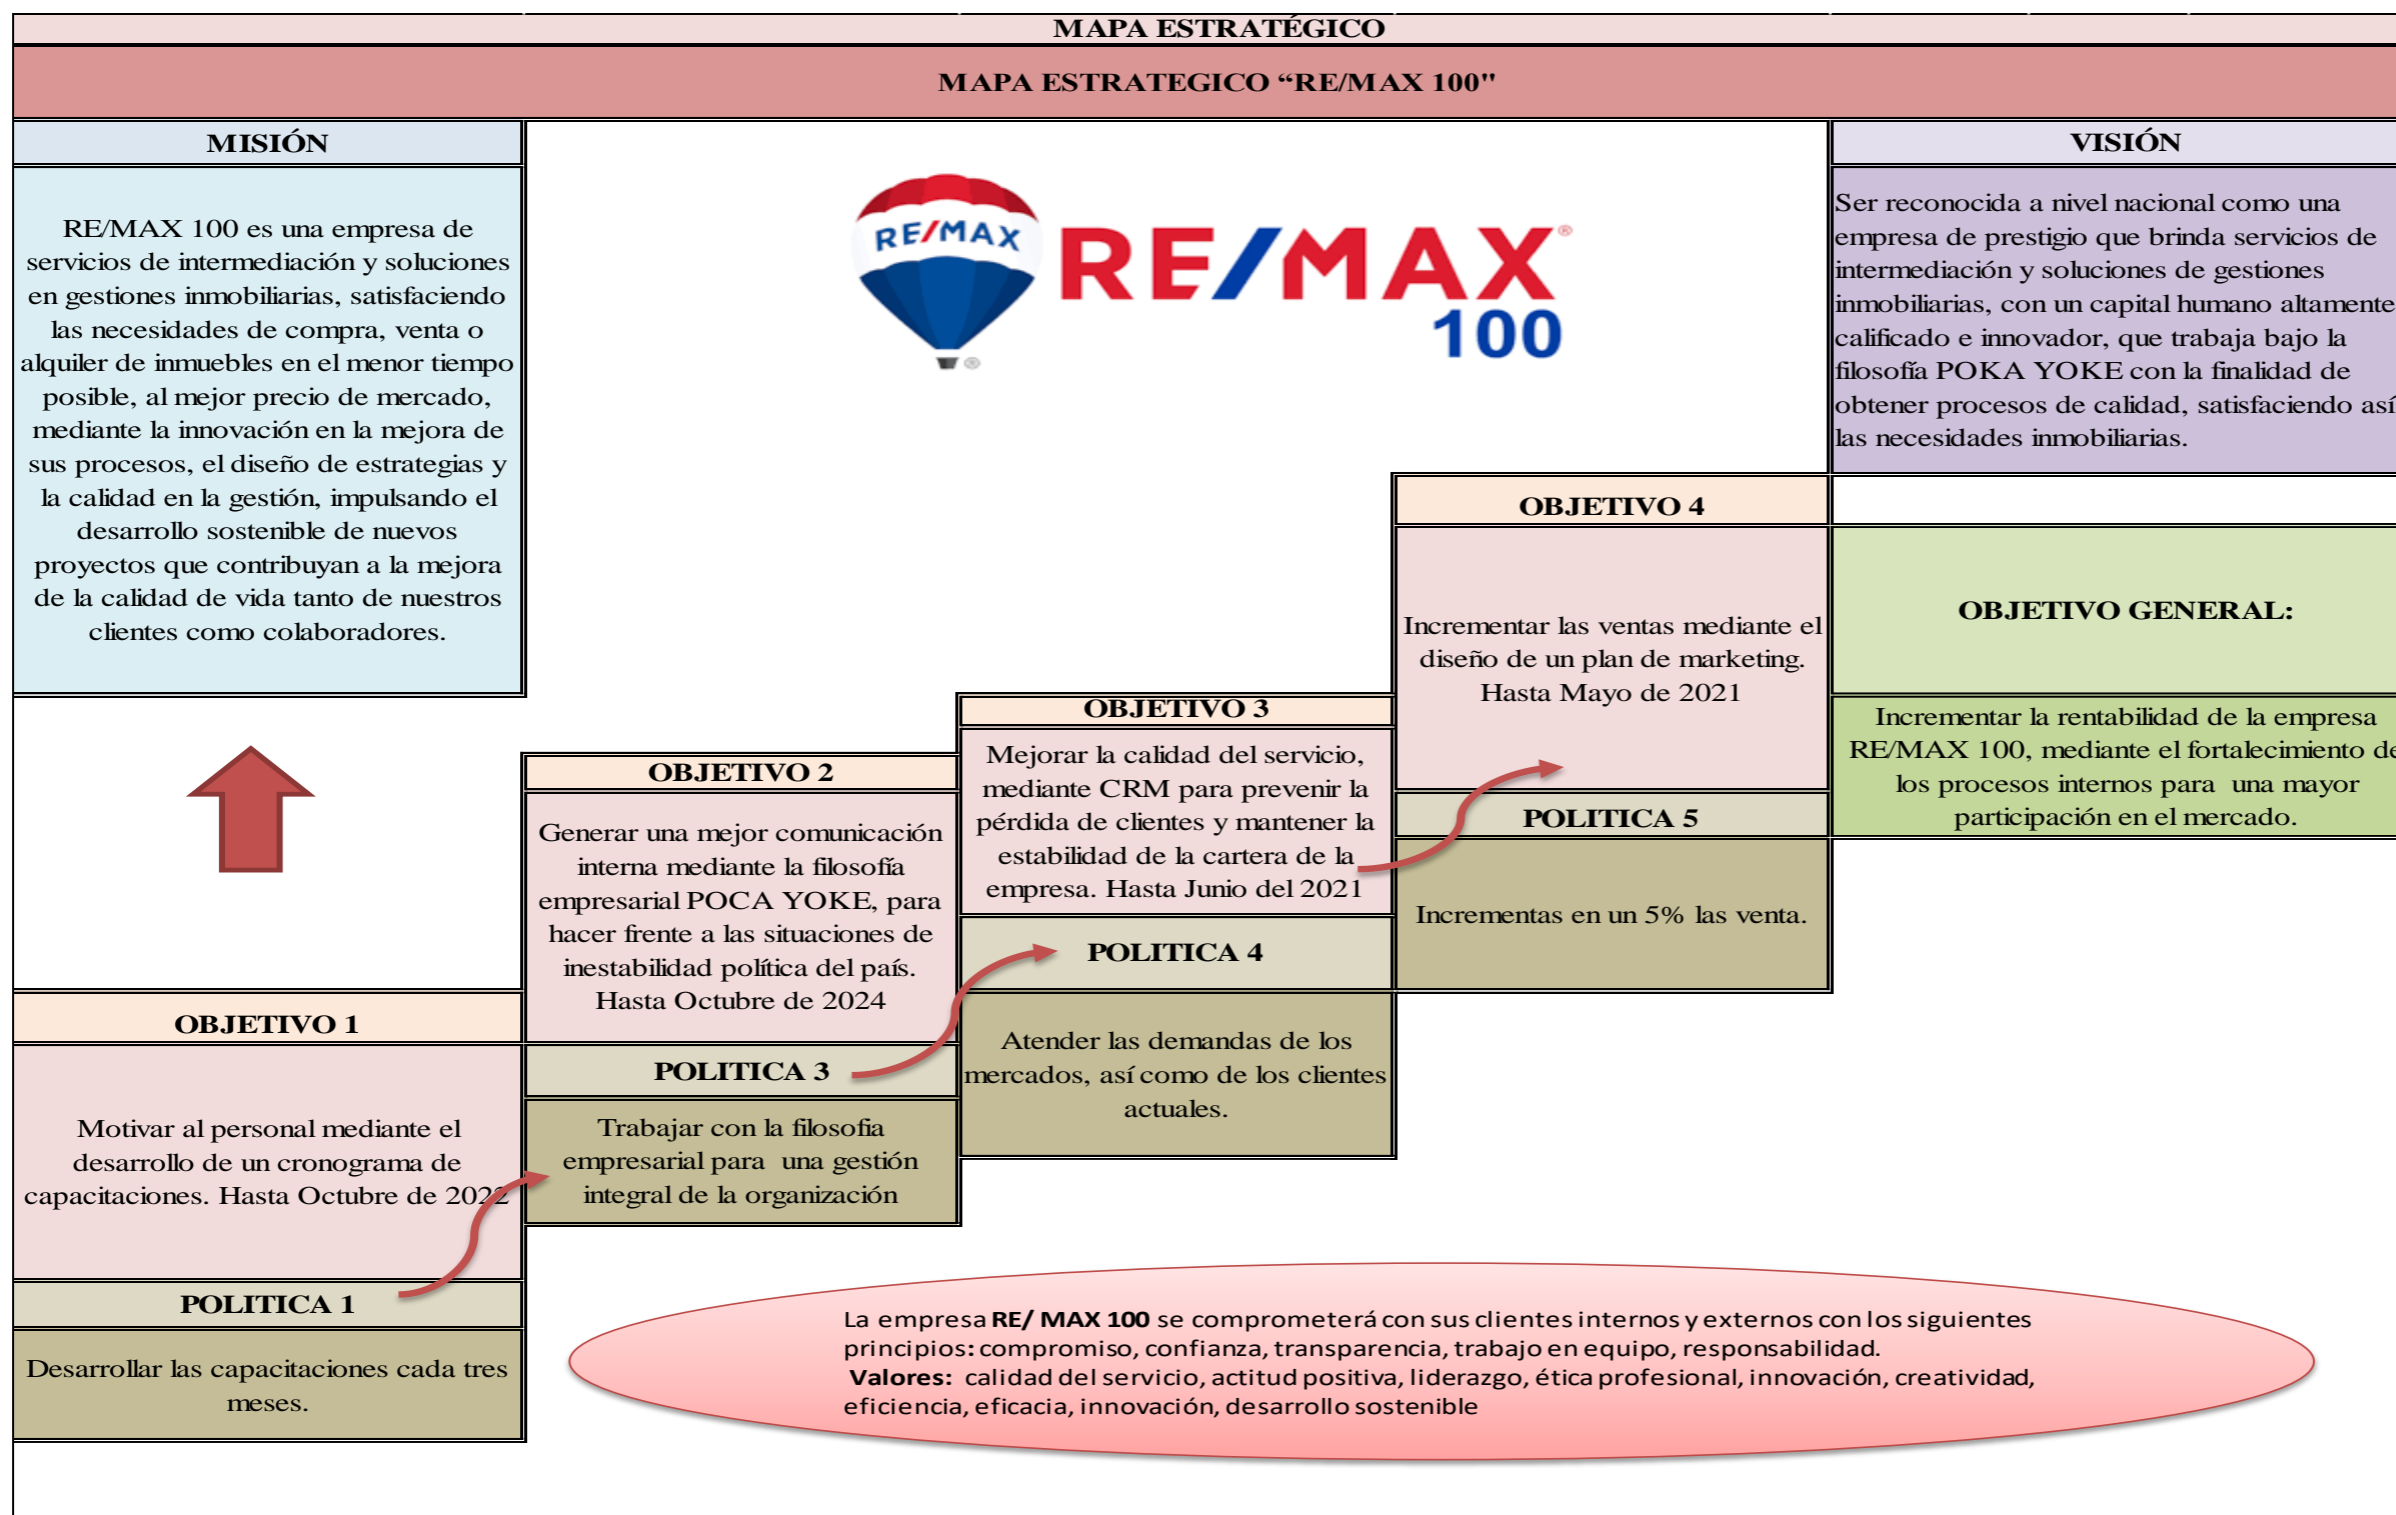 MAPA ESTRATÉGICO
MAPA ESTRATEGICO “RE/MAX 100"
MISIÓN
RE/MAX 100 es una empresa de
servicios de intermediación y soluciones
en gestiones inmobiliarias, satisfaciendo
las necesidades de compra, venta o
alquiler de inmuebles en el menor tiempo
posible, al mejor precio de mercado,
mediante la innovación en la mejora de
sus procesos, el diseño de estrategias y
la calidad en la gestión, impulsando el
desarrollo sostenible de nuevos
proyectos que contribuyan a la mejora
de la calidad de vida tanto de nuestros
clientes como colaboradores.
RE/MAX
®
RE/MAX®
100
VISIÓN
Ser reconocida a nivel nacional como una
empresa de prestigio que brinda servicios de
intermediación y soluciones de gestiones
inmobiliarias, con un capital humano altamente
calificado e innovador, que trabaja bajo la
filosofía POKA YOKE con la finalidad de
obtener procesos de calidad, satisfaciendo así
las necesidades inmobiliarias.
OBJETIVO 1
Motivar al personal mediante el
desarrollo de un cronograma de
capacitaciones. Hasta Octubre de 2022
POLITICA 1
Desarrollar las capacitaciones cada tres
meses.
OBJETIVO 2
Generar una mejor comunicación
interna mediante la filosofía
empresarial POCA YOKE, para
hacer frente a las situaciones de
inestabilidad política del país.
Hasta Octubre de 2024
POLITICA 3
Trabajar con la filosofia
empresarial para una gestión
integral de la organización
OBJETIVO 3
Mejorar la calidad del servicio,
mediante CRM para prevenir la
pérdida de clientes y mantener la
estabilidad de la cartera de la
empresa. Hasta Junio del 2021
POLITICA 4
Atender las demandas de los
mercados, así como de los clientes
actuales.
OBJETIVO 4
Incrementar las ventas mediante el
diseño de un plan de marketing.
Hasta Mayo de 2021
POLITICA 5
Incrementas en un 5% las venta.
OBJETIVO GENERAL:
Incrementar la rentabilidad de la empresa
RE/MAX 100, mediante el fortalecimiento de
los procesos internos para una mayor
participación en el mercado.
La empresa RE/ MAX 100 se comprometerá con sus clientes internos y externos con los siguientes
principios: compromiso, confianza, transparencia, trabajo en equipo, responsabilidad.
Valores: calidad del servicio, actitud positiva, liderazgo, ética profesional, innovación, creatividad,
eficiencia, eficacia, innovación, desarrollo sostenible